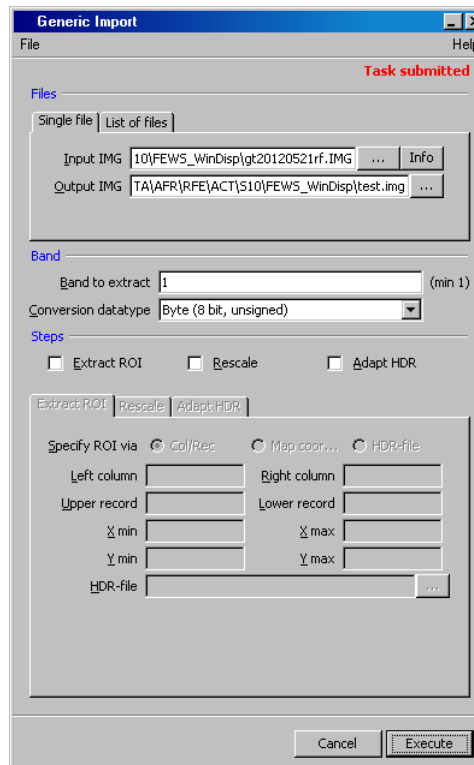 Generic Import
File Help
Task submitted
Files
Single file List of files
Input IMG 10\FEWS_WinDisp\gt20120521rf.IMG ... Info
Output IMG TA\AFR\RFE\ACT\S10\FEWS_WinDisp\test.img ...
Band
Band to extract 1 (min 1)
Conversion datatype Byte (8 bit, unsigned)
Steps
Extract ROI Rescale Adapt HDR
Extract ROI Rescale Adapt HDR
Specify ROI via Col/Rec Map coor... HDR-file
Left column Right column
Upper record Lower record
X min X max
Y min Y max
HDR-file ...
Cancel Execute